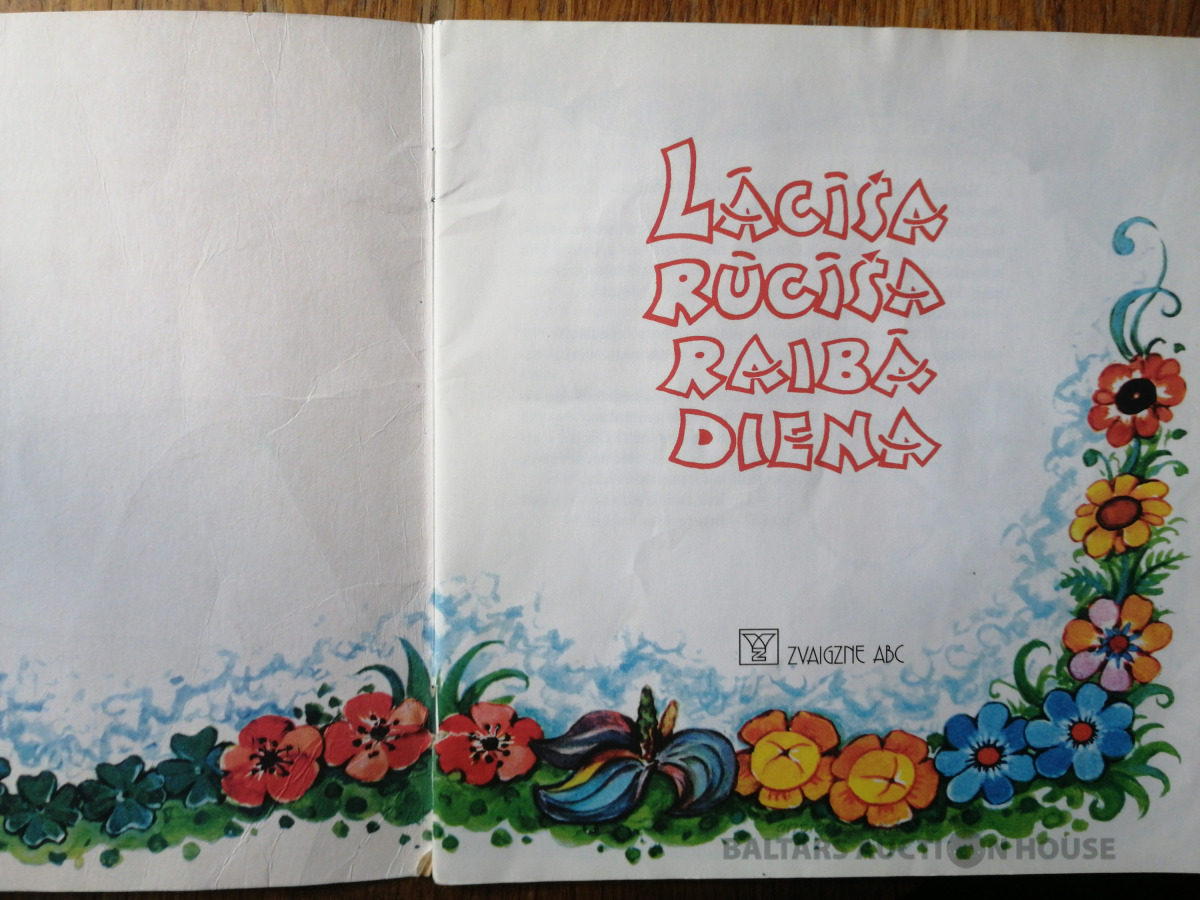 LĀCĪŠA
RŪCĪŠA
RAIBĀ
DIENA
ZVAIGZNE ABC
BALTARS AUCTION HOUSE